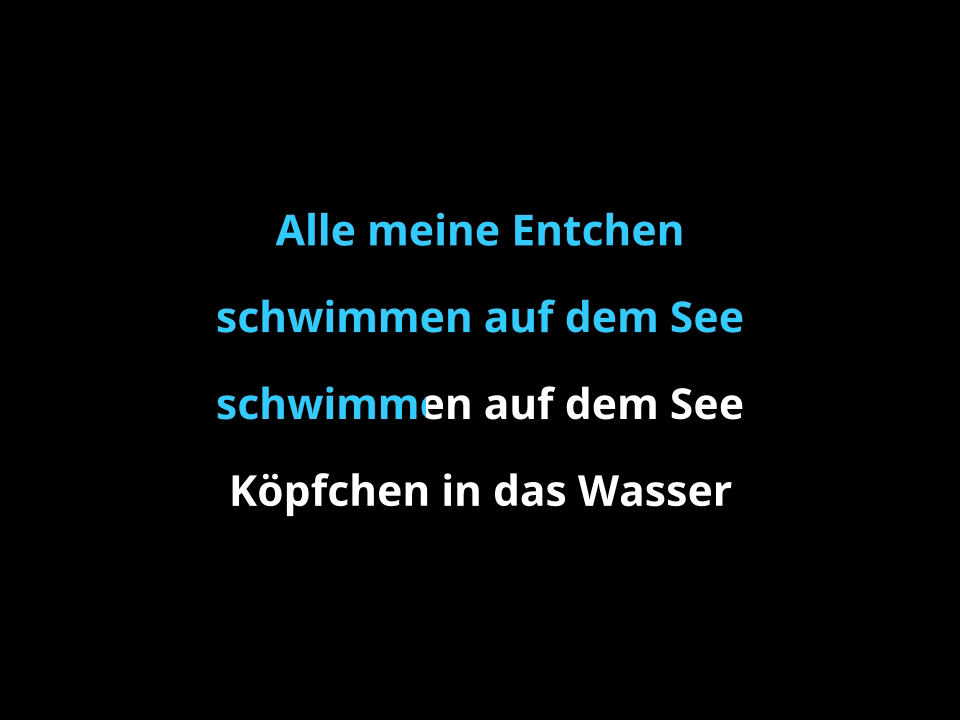 Alle meine Entchen
schwimmen auf dem See
schwimmen auf dem See
Köpfchen in das Wasser